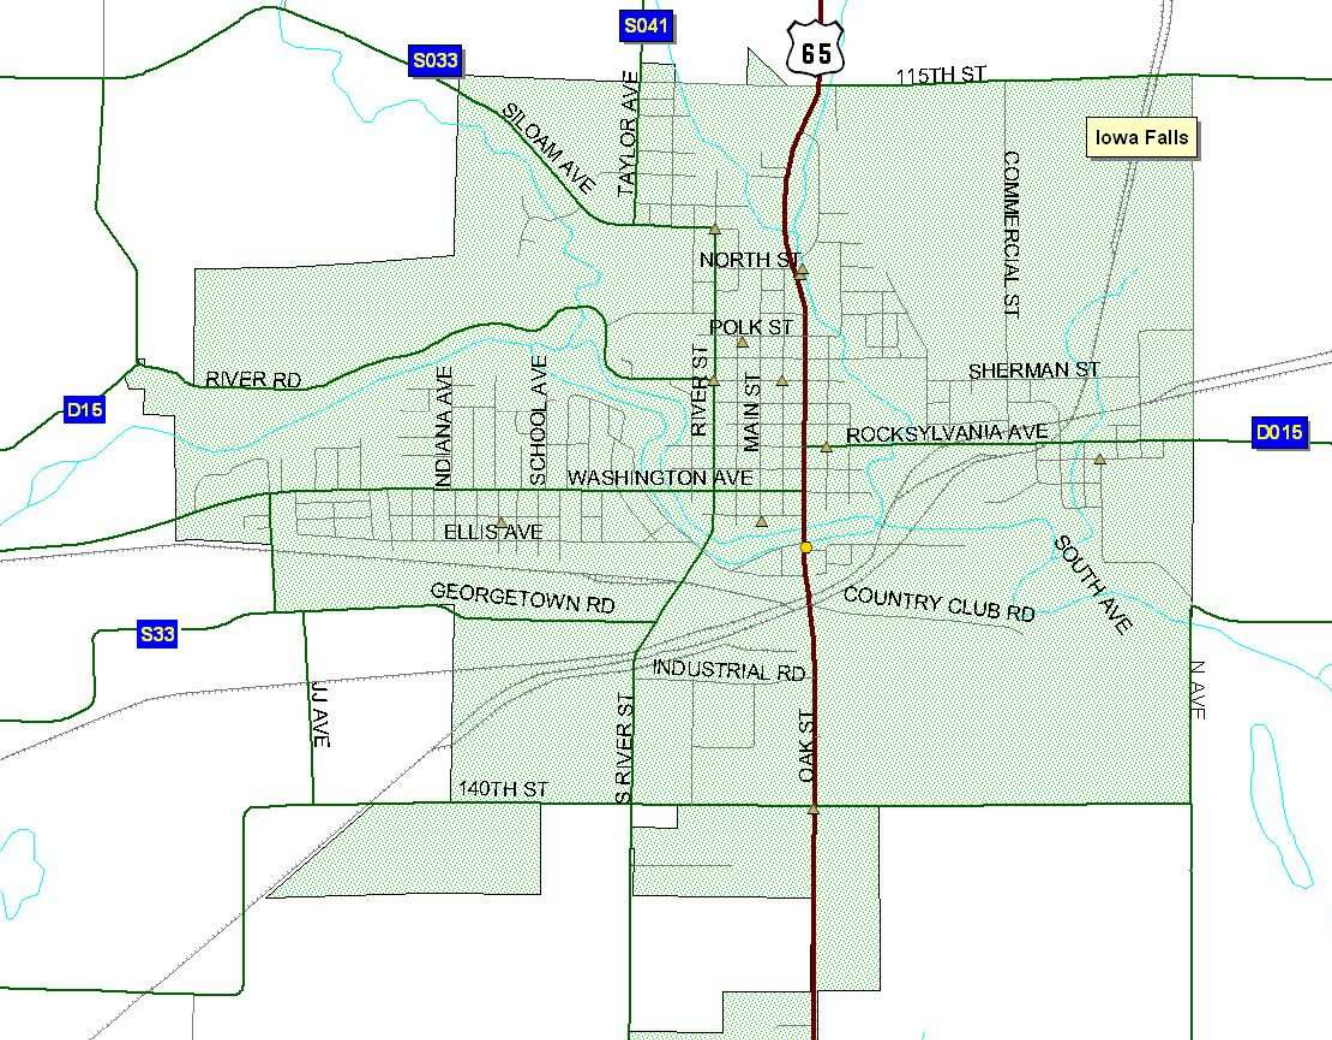 S041
65
S033
115TH ST
SILOAM AVE
TAYLOR AVE
Iowa Falls
COMMERCIAL ST
NORTH ST
POLK ST
RIVER RD
SHERMAN ST
INDIANA AVE
SCHOOL AVE
RIVER ST
MAIN ST
D15
ROCKSYLVANIA AVE
D015
WASHINGTON AVE
ELLIS AVE
SOUTH AVE
GEORGETOWN RD
COUNTRY CLUB RD
S33
INDUSTRIAL RD
JJ AVE
S RIVER ST
OAK ST
N AVE
140TH ST